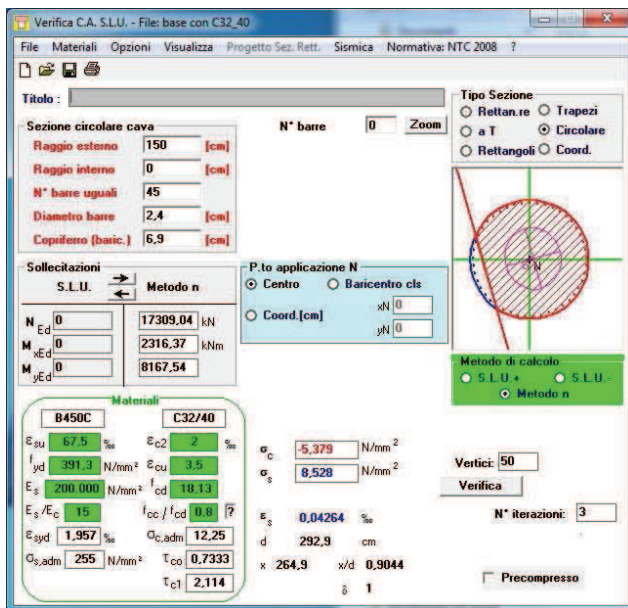 Verifica C.A. S.L.U. - File: base con C32_40
File Materiali Opzioni Visualizza Progetto Sez. Rett. Sismica Normativa: NTC 2008 ?
Titolo :
Tipo Sezione
Rettan.re Trapezi
a T Circolare
Rettangoli Coord.
Sezione circolare cava
N° barre 0 Zoom
Raggio esterno 150 [cm]
Raggio interno 0 [cm]
N° barre uguali 45
Diametro barre 2,4 [cm]
Copriferro (baric.) 6,9 [cm]
N
Sollecitazioni
S.L.U. Metodo n
N Ed 0 17309,04 kN
M xEd 0 2316,37 kNm
M yEd 0 8167,54
P.to applicazione N
Centro Baricentro cls
Coord.[cm] xN 0
yN 0
Metodo di calcolo
S.L.U.+ S.L.U.-
Metodo n
Materiali
B450C C32/40
εsu 67,5 ‰ εc2 2 ‰
fyd 391,3 N/mm² εcu 3,5
Es 200.000 N/mm² fcd 18,13
Es/Ec 15 fcc/fcd 0,8 ?
εsyd 1,957 ‰ σc,adm 12,25
σs,adm 255 N/mm² τco 0,7333
τc1 2,114
σc -5,379 N/mm²
σs 8,528 N/mm²
εs 0,04264 ‰
d 292,9 cm
x 264,9 x/d 0,9044
δ 1
Vertici: 50
Verifica
N° iterazioni: 3
Precompresso